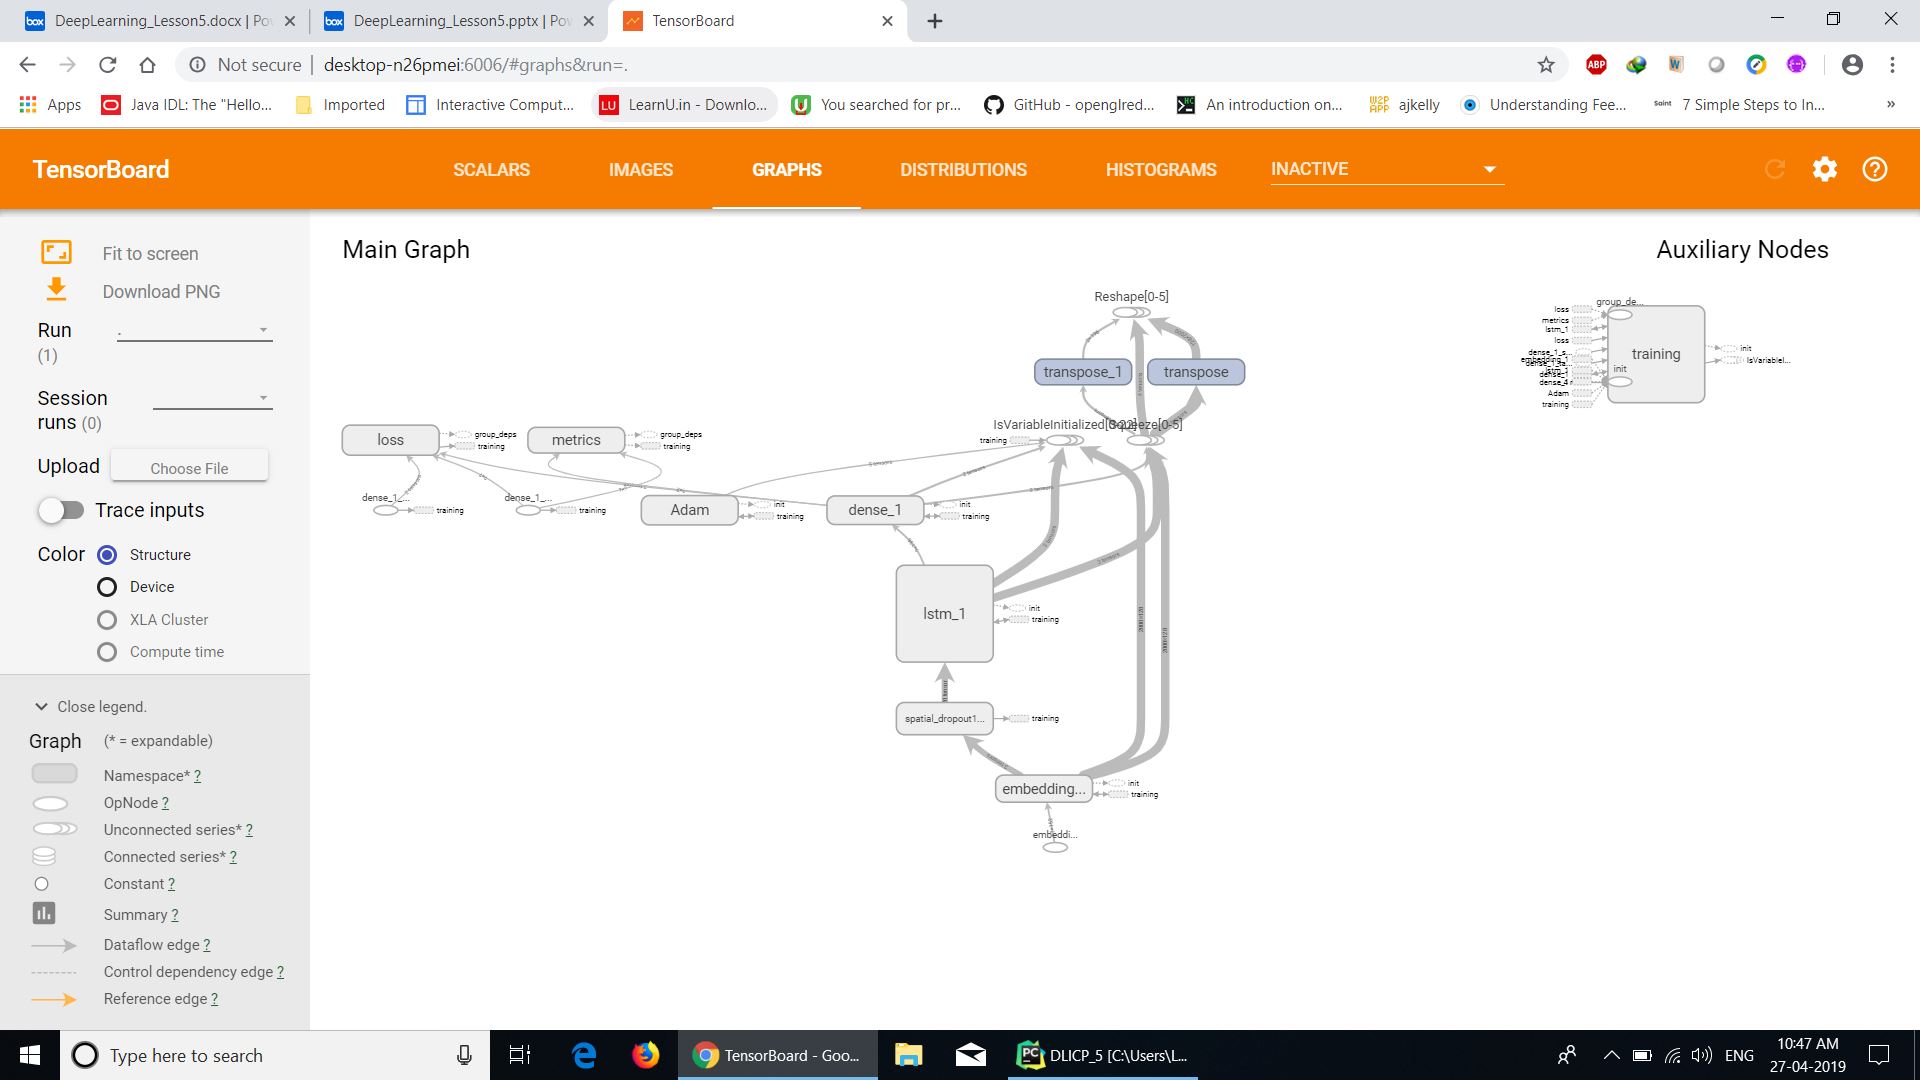 DeepLearning_Lesson5.docx | Po
DeepLearning_Lesson5.pptx | Po
TensorBoard
Not secure | desktop-n26pmei:6006/#graphs&run=.
ABP
Apps
Java IDL: The "Hello...
Imported
Interactive Comput...
LU LearnU.in - Downlo...
You searched for pr...
GitHub - openglred...
An introduction on...
ajkelly
Understanding Fee...
Saint 7 Simple Steps to In...
»
TensorBoard
SCALARS
IMAGES
GRAPHS
DISTRIBUTIONS
HISTOGRAMS
INACTIVE
Fit to screen
Download PNG
Run
(1)
.
Session
runs (0)
Upload
Choose File
Trace inputs
Color
Structure
Device
XLA Cluster
Compute time
Close legend.
Graph (* = expandable)
Namespace* ?
OpNode ?
Unconnected series* ?
Connected series* ?
Constant ?
Summary ?
Dataflow edge ?
Control dependency edge ?
Reference edge ?
Main Graph
Reshape[0-5]
transpose_1
transpose
IsVariableInitialized[0-22]
Squeeze[0-5]
training
loss
group_deps
training
metrics
group_deps
training
dense_1_...
training
dense_1_...
training
Adam
init
training
dense_1
init
training
lstm_1
init
training
spatial_dropout1...
training
embedding...
init
training
embeddi...
Auxiliary Nodes
group_de...
loss
metrics
lstm_1
loss
dense_1_s...
embedding_1
lstm_1
dense_1
dense_4
Adam
training
training
init
init
IsVariableI...
Type here to search
TensorBoard - Goo...
DLICP_5 [C:\Users\L...
ENG
10:47 AM
27-04-2019